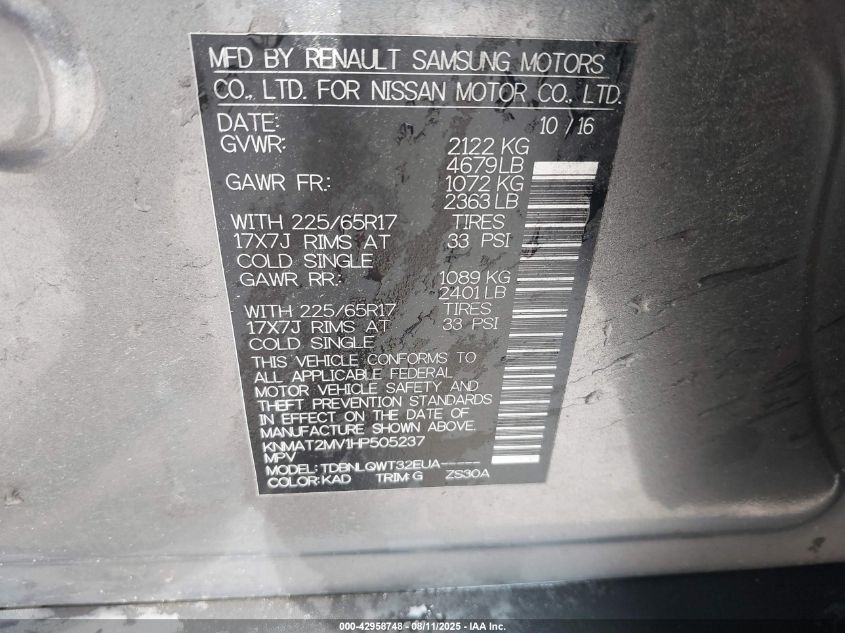 MFD BY RENAULT SAMSUNG MOTORS
CO., LTD. FOR NISSAN MOTOR CO., LTD.
DATE: 10 / 16
GVWR: 2122 KG
4679 LB
GAWR FR: 1072 KG
2363 LB
WITH 225/65R17 TIRES
17X7J RIMS AT 33 PSI
COLD SINGLE
GAWR RR: 1089 KG
2401 LB
WITH 225/65R17 TIRES
17X7J RIMS AT 33 PSI
COLD SINGLE
THIS VEHICLE CONFORMS TO
ALL APPLICABLE FEDERAL
MOTOR VEHICLE SAFETY AND
THEFT PREVENTION STANDARDS
IN EFFECT ON THE DATE OF
MANUFACTURE SHOWN ABOVE.
KNMAT2MV1HP505237
MPV
MODEL: TDBNLQWT32EUA-----
COLOR: KAD TRIM: G ZS30A
000-42958748 - 08/11/2025 - IAA Inc.